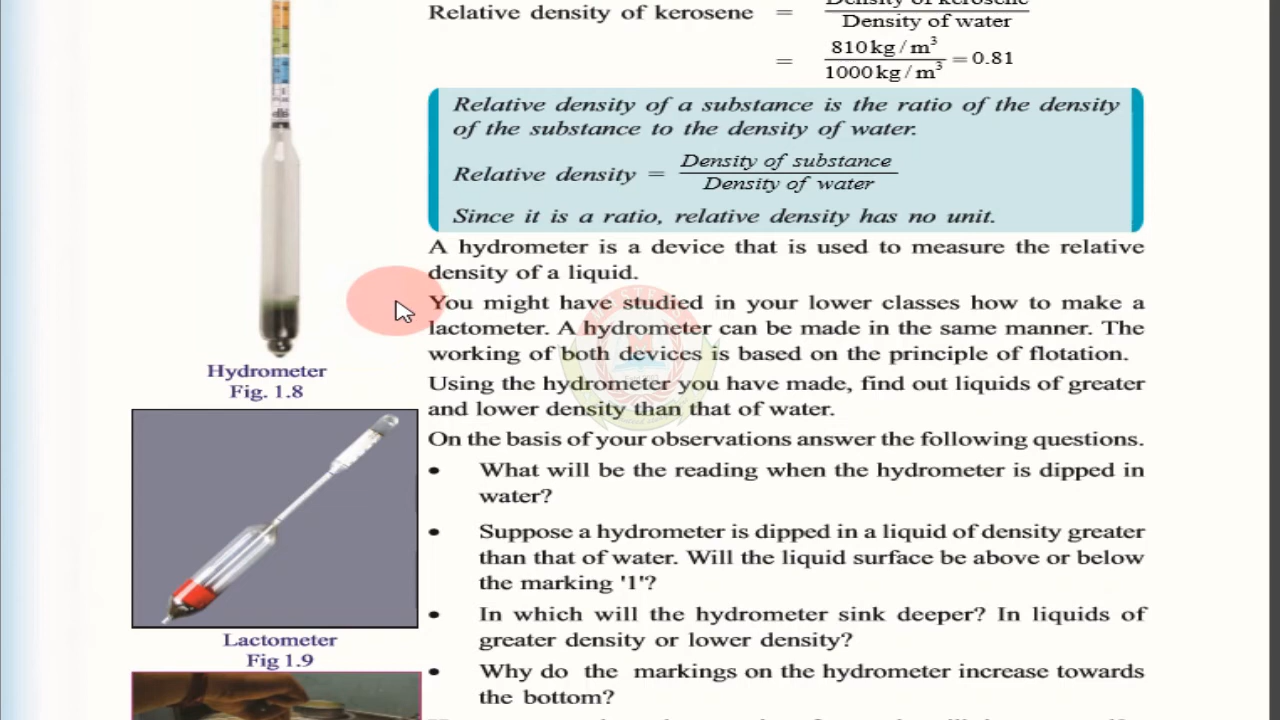 Density of kerosene
Relative density of kerosene = Density of water
= 810 kg / m³ / 1000 kg / m³ = 0.81
Relative density of a substance is the ratio of the density
of the substance to the density of water.
Relative density = Density of substance / Density of water
Since it is a ratio, relative density has no unit.
A hydrometer is a device that is used to measure the relative
density of a liquid.
You might have studied in your lower classes how to make a
lactometer. A hydrometer can be made in the same manner. The
working of both devices is based on the principle of flotation.
Using the hydrometer you have made, find out liquids of greater
and lower density than that of water.
On the basis of your observations answer the following questions.
• What will be the reading when the hydrometer is dipped in
water?
• Suppose a hydrometer is dipped in a liquid of density greater
than that of water. Will the liquid surface be above or below
the marking '1'?
• In which will the hydrometer sink deeper? In liquids of
greater density or lower density?
• Why do the markings on the hydrometer increase towards
the bottom?
Hydrometer
Fig. 1.8
Lactometer
Fig 1.9